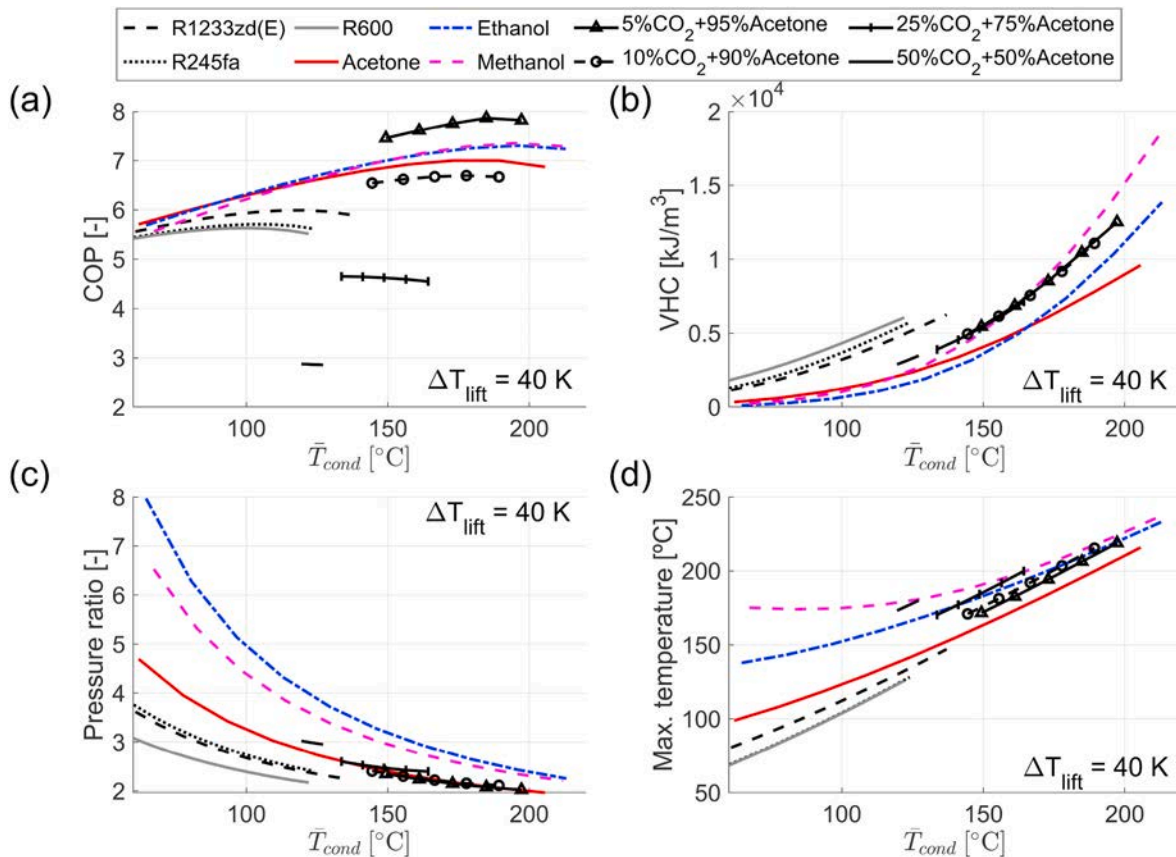 R1233zd(E) R600 Ethanol 5%CO2+95%Acetone 25%CO2+75%Acetone
R245fa Acetone Methanol 10%CO2+90%Acetone 50%CO2+50%Acetone
(a)
8
7
6
5
4
3
2
COP [-]
100 150 200
T̄cond [°C]
ΔTlift = 40 K
(b)
×10^4
2
1.5
1
0.5
0
VHC [kJ/m3]
100 150 200
T̄cond [°C]
ΔTlift = 40 K
(c)
8
7
6
5
4
3
2
Pressure ratio [-]
ΔTlift = 40 K
100 150 200
T̄cond [°C]
(d)
250
200
150
100
50
Max. temperature [ºC]
ΔTlift = 40 K
100 150 200
T̄cond [°C]